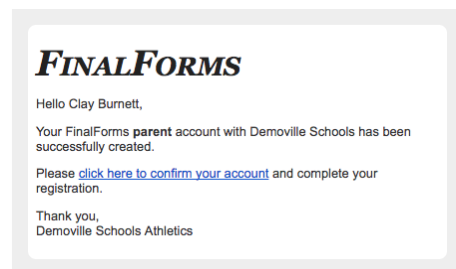 FINALFORMS
Hello Clay Burnett,
Your FinalForms parent account with Demoville Schools has been
successfully created.
Please click here to confirm your account and complete your
registration.
Thank you,
Demoville Schools Athletics